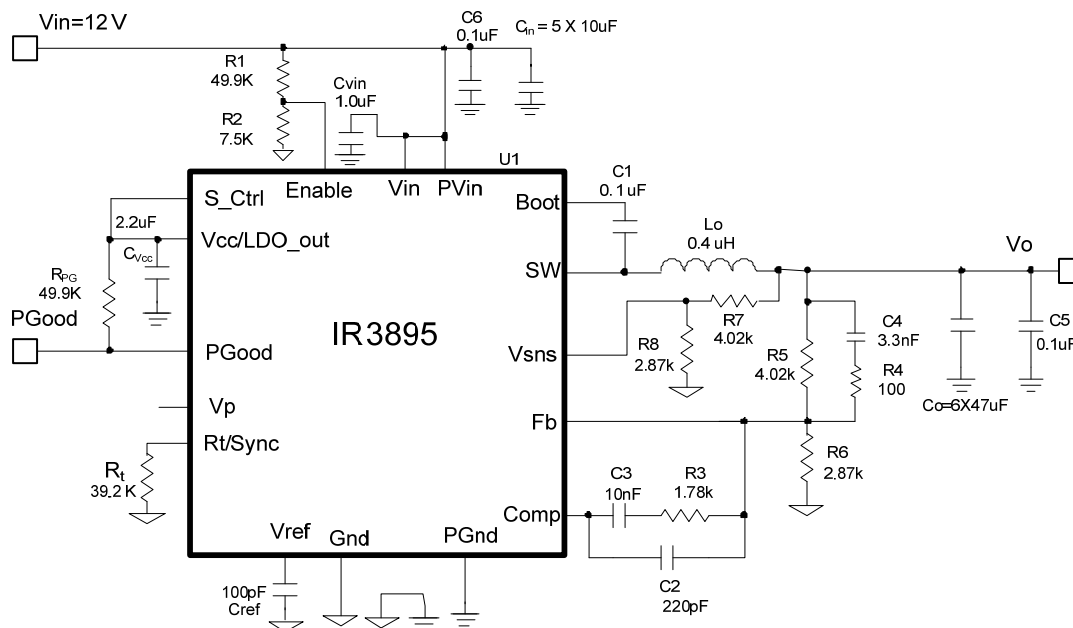 Vin=12 V
C6
0.1uF
Cin = 5 X 10uF
R1
49.9K
Cvin
1.0uF
R2
7.5K
U1
Enable
Vin
PVin
S_Ctrl
Boot
C1
0.1uF
2.2uF
Vcc/LDO_out
CVcc
Lo
0.4 uH
Vo
SW
RPG
49.9K
PGood
IR3895
PGood
Vsns
R8
2.87k
R7
4.02k
R5
4.02k
C4
3.3nF
R4
100
C5
0.1uF
Co=6X47uF
Vp
Fb
Rt/Sync
Rt
39.2 K
R6
2.87k
C3
10nF
R3
1.78k
Comp
Vref
Gnd
PGnd
C2
220pF
100pF
Cref